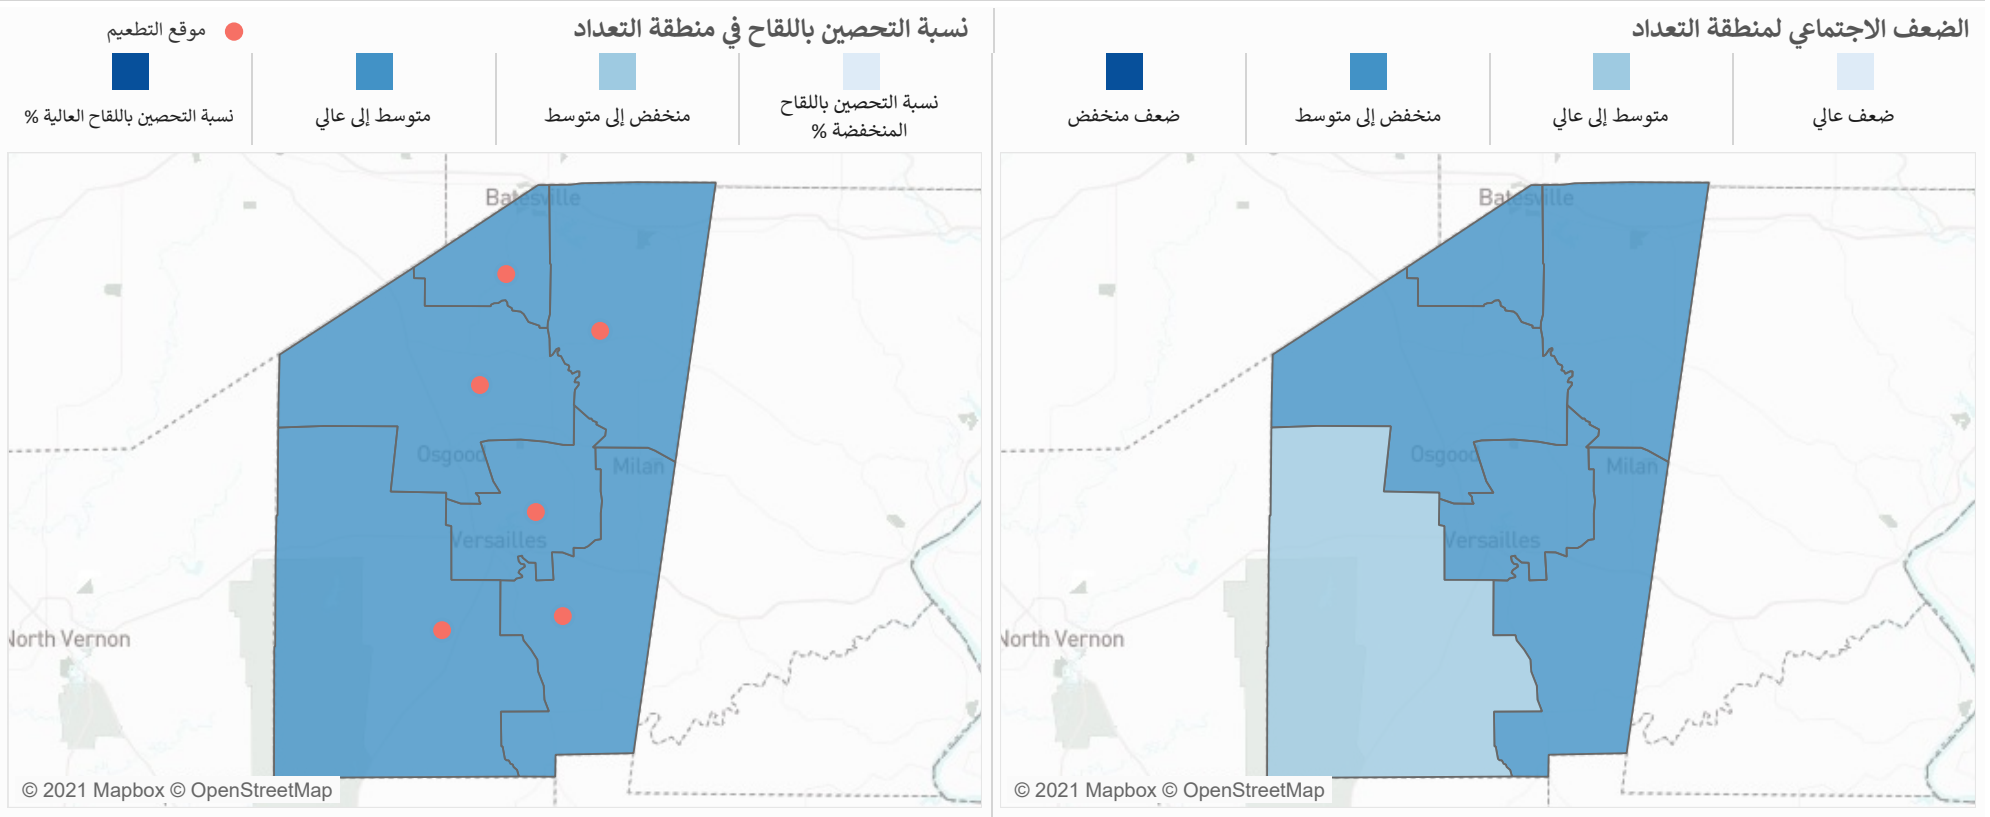 الضعف الاجتماعي لمنطقة التعداد
ضعف عالي
متوسط إلى عالي
منخفض إلى متوسط
ضعف منخفض
Batesville
Osgood
Milan
Versailles
North Vernon
© 2021 Mapbox © OpenStreetMap
نسبة التحصين باللقاح في منطقة التعداد
موقع التطعيم
نسبة التحصين باللقاح
المنخفضة %
منخفض إلى متوسط
متوسط إلى عالي
نسبة التحصين باللقاح العالية %
Batesville
Osgood
Milan
Versailles
North Vernon
© 2021 Mapbox © OpenStreetMap